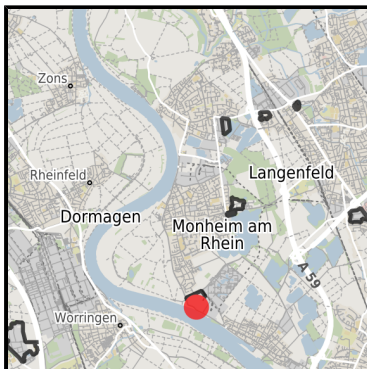 Zons
Rheinfeld
Langenfeld
Dormagen
Monheim am
Rhein
A 59
Worringen